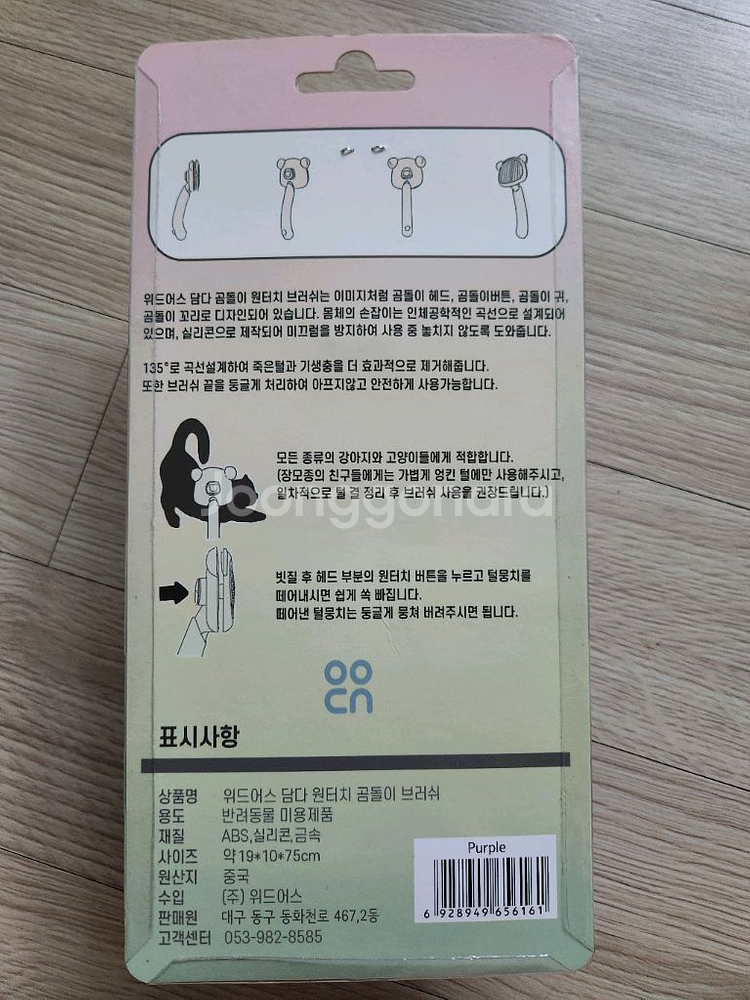 위드어스 담다 곰돌이 원터치 브러쉬는 이미지처럼 곰돌이 헤드, 곰돌이버튼, 곰돌이 귀,
곰돌이 꼬리로 디자인되어 있습니다. 몸체의 손잡이는 인체공학적인 곡선으로 설계되어
있으며, 실리콘으로 제작되어 미끄럼을 방지하여 사용 중 놓치지 않도록 도와줍니다.
135°로 곡선설계하여 죽은털과 기생충을 더 효과적으로 제거해줍니다.
또한 브러쉬 끝을 둥글게 처리하여 아프지않고 안전하게 사용가능합니다.
모든 종류의 강아지와 고양이들에게 적합합니다.
(장모종의 친구들에게는 가볍게 엉킨 털에만 사용해주시고,
일차적으로 털 결 정리 후 브러쉬 사용을 권장드립니다.)
Joonggonara
빗질 후 헤드 부분의 원터치 버튼을 누르고 털뭉치를
떼어내시면 쉽게 쏙 빠집니다.
떼어낸 털뭉치는 둥글게 뭉쳐 버려주시면 됩니다.
표시사항
상품명 위드어스 담다 원터치 곰돌이 브러쉬
용도 반려동물 미용제품
재질 ABS,실리콘,금속
사이즈 약19*10*75cm
원산지 중국
수입 (주) 위드어스
판매원 대구 동구 동화천로 467,2동
고객센터 053-982-8585
Purple
6 928949 656161